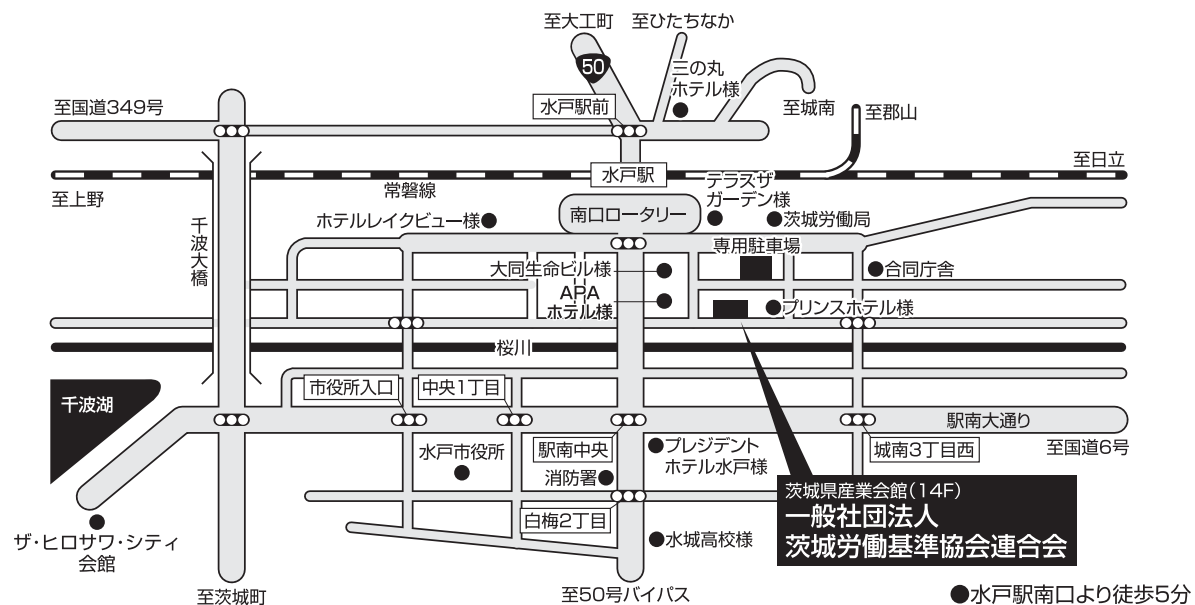 至大工町
至ひたちなか
50
三の丸
ホテル様
至国道349号
水戸駅前
至城南
至郡山
至日立
水戸駅
至上野
常磐線
テラスザ
ガーデン様
ホテルレイクビュー様
南口ロータリー
茨城労働局
千波大橋
専用駐車場
大同生命ビル様
合同庁舎
APA
ホテル様
プリンスホテル様
桜川
千波湖
市役所入口
中央1丁目
駅南大通り
水戸市役所
駅南中央
プレジデント
ホテル水戸様
城南3丁目西
至国道6号
消防署
茨城県産業会館(14F)
一般社団法人
茨城労働基準協会連合会
白梅2丁目
水城高校様
ザ・ヒロサワ・シティ
会館
至茨城町
至50号バイパス
●水戸駅南口より徒歩5分